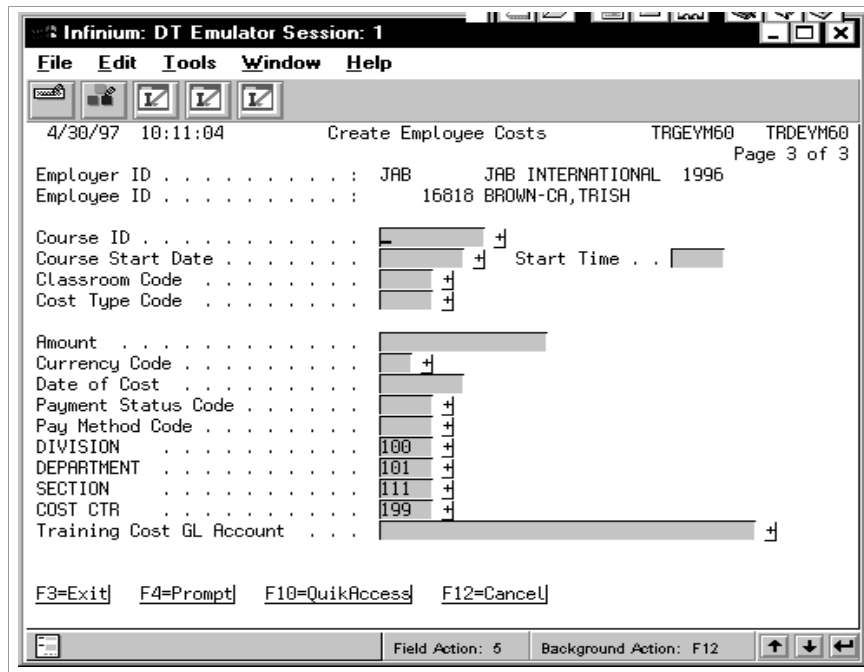 Infinium: DT Emulator Session: 1
File Edit Tools Window Help
4/30/97 10:11:04 Create Employee Costs TRGEYM60 TRDEYM60
Page 3 of 3
Employer ID . . . . . . . . . . : JAB JAB INTERNATIONAL 1996
Employee ID . . . . . . . . . . : 16818 BROWN-CA,TRISH
Course ID . . . . . . . . . . . +
Course Start Date . . . . . . . + Start Time . .
Classroom Code . . . . . . . . +
Cost Type Code . . . . . . . . +
Amount . . . . . . . . . . . .
Currency Code . . . . . . . . . +
Date of Cost . . . . . . . . .
Payment Status Code . . . . . . +
Pay Method Code . . . . . . . . +
DIVISION . . . . . . . . . . 100 +
DEPARTMENT . . . . . . . . . . 101 +
SECTION . . . . . . . . . . 111 +
COST CTR . . . . . . . . . . 199 +
Training Cost GL Account . . . +
F3=Exit F4=Prompt F10=QuikAccess F12=Cancel
Field Action: 5 Background Action: F12